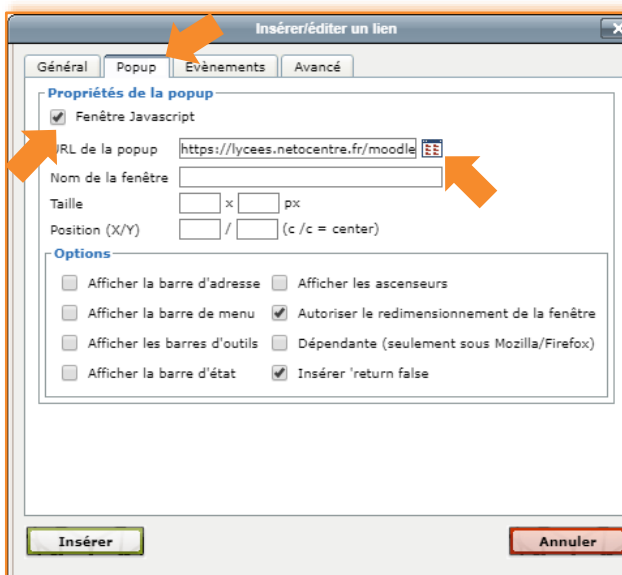 Insérer/éditer un lien
Général Popup Evènements Avancé
Propriétés de la popup
Fenêtre Javascript
URL de la popup https://lycees.netocentre.fr/moodle
Nom de la fenêtre
Taille x px
Position (X/Y) / (c /c = center)
Options
Afficher la barre d'adresse Afficher les ascenseurs
Afficher la barre de menu Autoriser le redimensionnement de la fenêtre
Afficher les barres d'outils Dépendante (seulement sous Mozilla/Firefox)
Afficher la barre d'état Insérer 'return false
Insérer Annuler